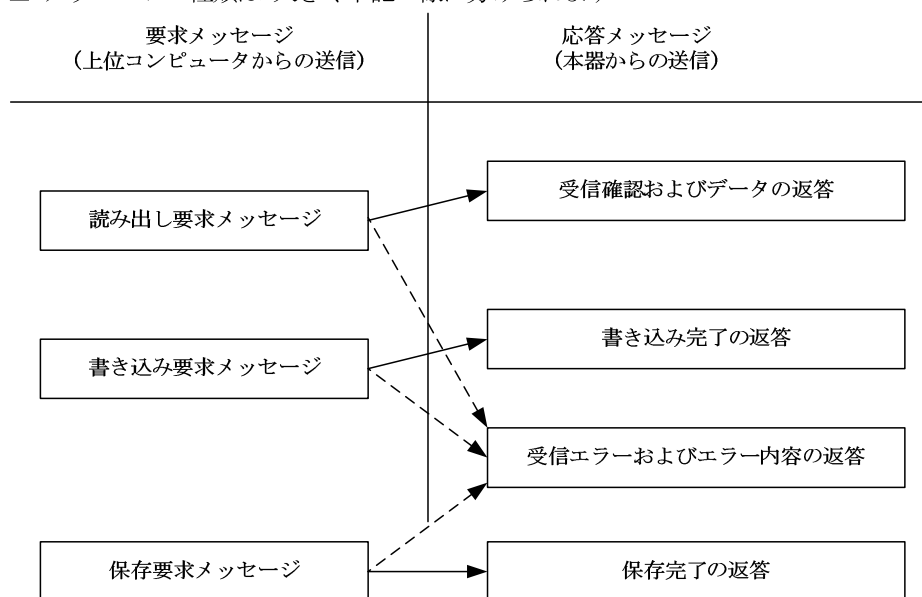 要求メッセージ
（上位コンピュータからの送信）
応答メッセージ
（本器からの送信）
受信確認およびデータの返答
読み出し要求メッセージ
書き込み完了の返答
書き込み要求メッセージ
受信エラーおよびエラー内容の返答
保存要求メッセージ
保存完了の返答